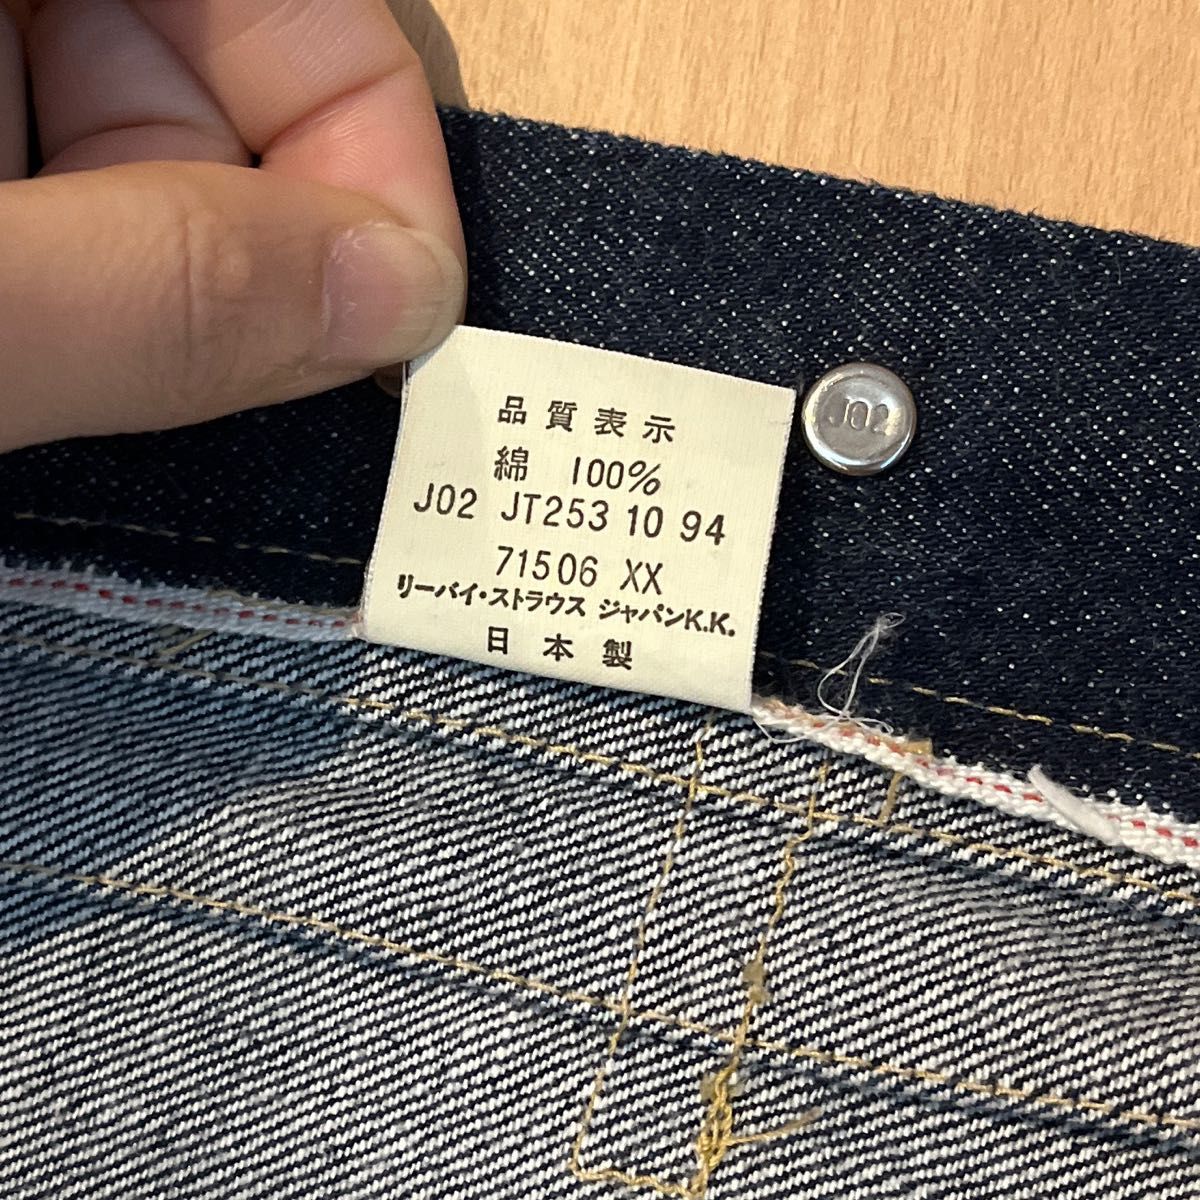 品質表示
綿 100%
J02 JT253 10 94
71506 XX
リーバイ・ストラウス ジャパンK.K.
日本製
J02